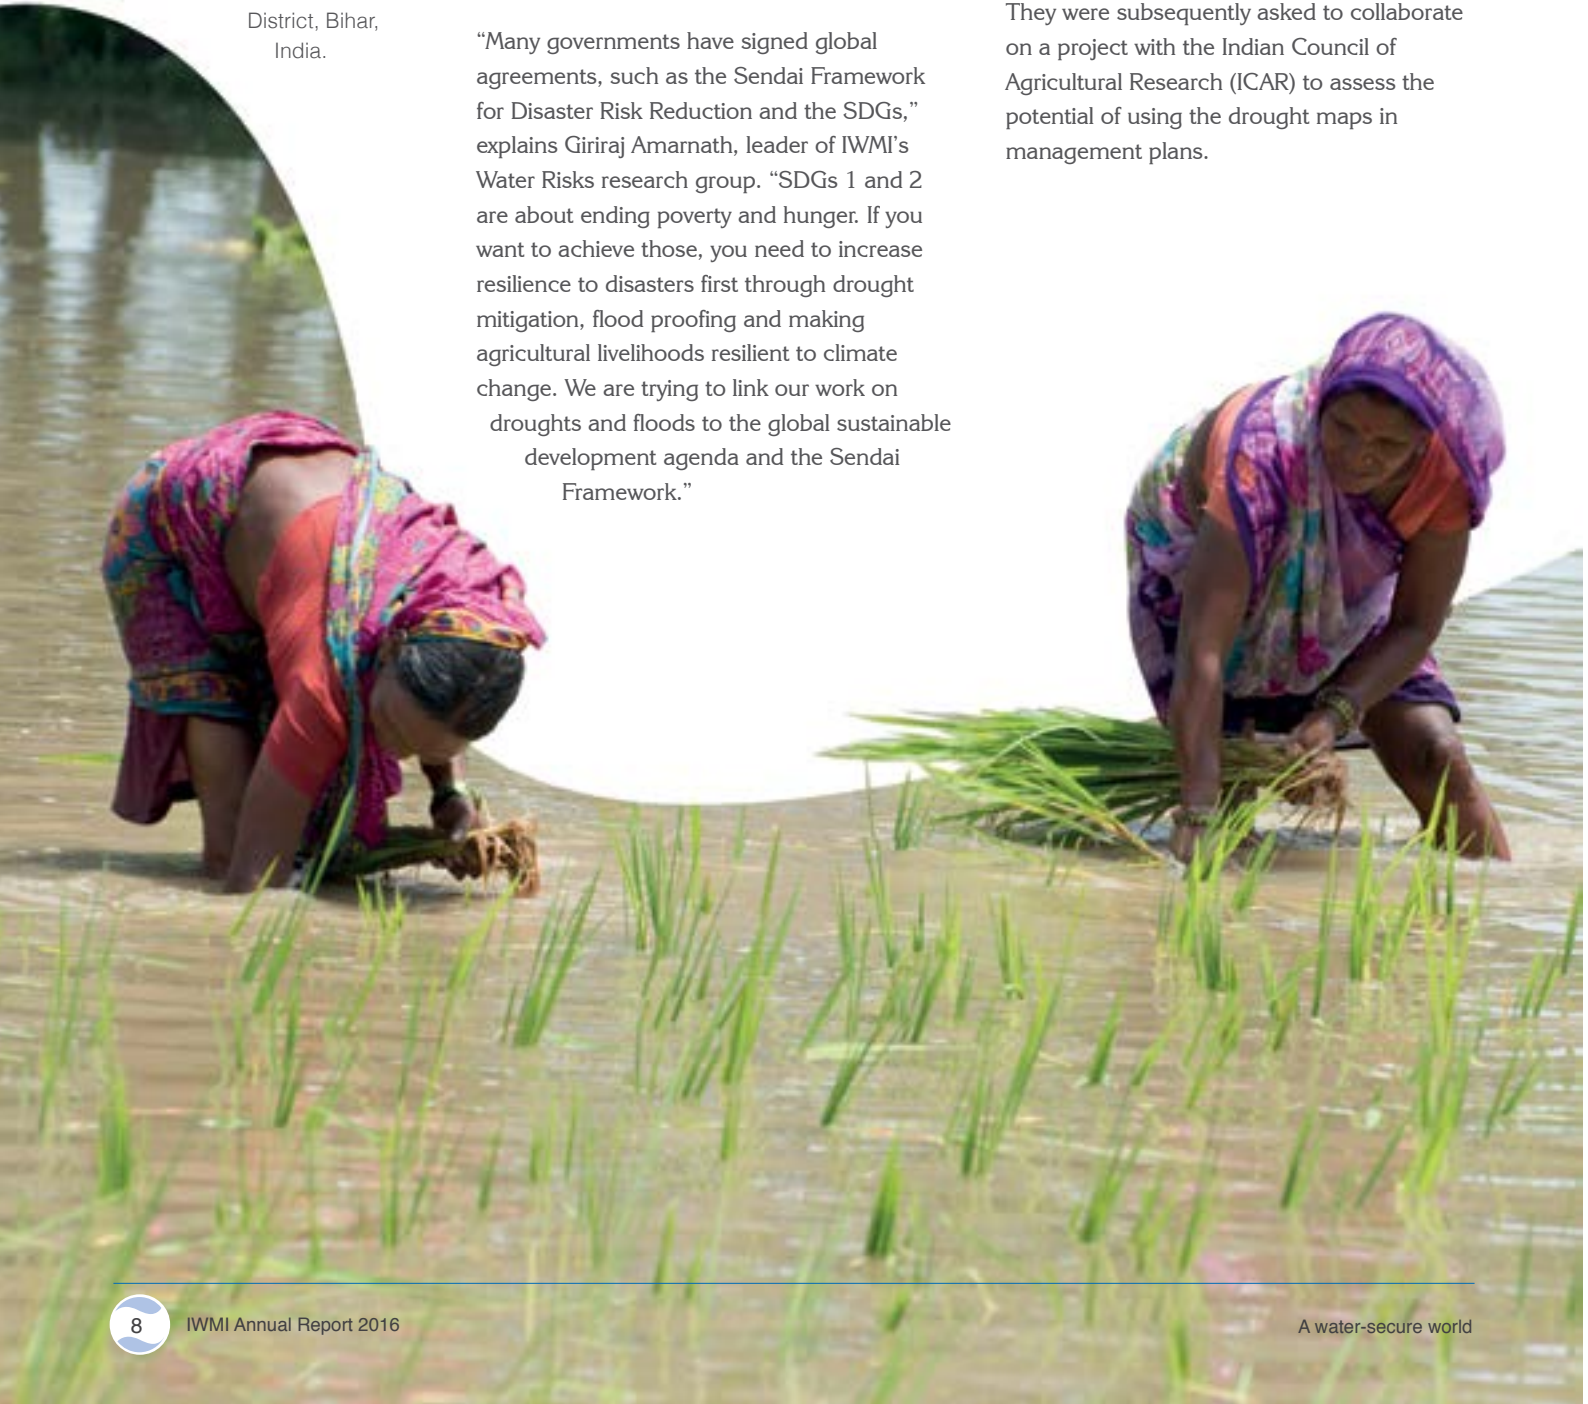 District, Bihar,
India.
“Many governments have signed global
agreements, such as the Sendai Framework
for Disaster Risk Reduction and the SDGs,”
explains Giriraj Amarnath, leader of IWMI’s
Water Risks research group. “SDGs 1 and 2
are about ending poverty and hunger. If you
want to achieve those, you need to increase
resilience to disasters first through drought
mitigation, flood proofing and making
agricultural livelihoods resilient to climate
change. We are trying to link our work on
droughts and floods to the global sustainable
development agenda and the Sendai
Framework.”
They were subsequently asked to collaborate
on a project with the Indian Council of
Agricultural Research (ICAR) to assess the
potential of using the drought maps in
management plans.
8 IWMI Annual Report 2016
A water-secure world